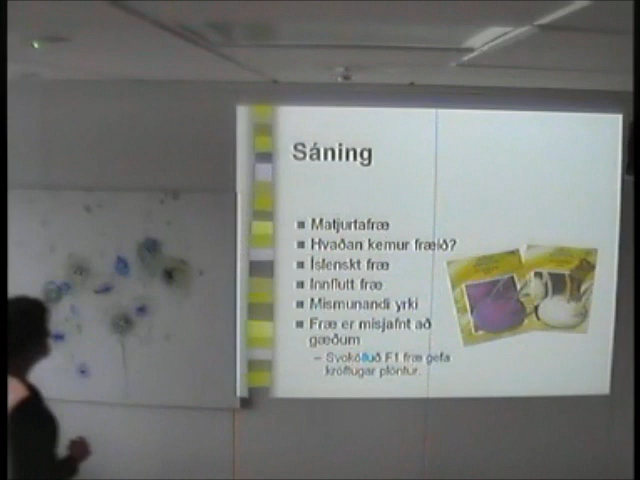 Sáning
Matjurtafræ
Hvaðan kemur fræið?
Íslenskt fræ
Innflutt fræ
Mismunandi yrki
Fræ er misjafnt að
gæðum
– Svokölluð F1 fræ gefa
kröftugar plöntur.